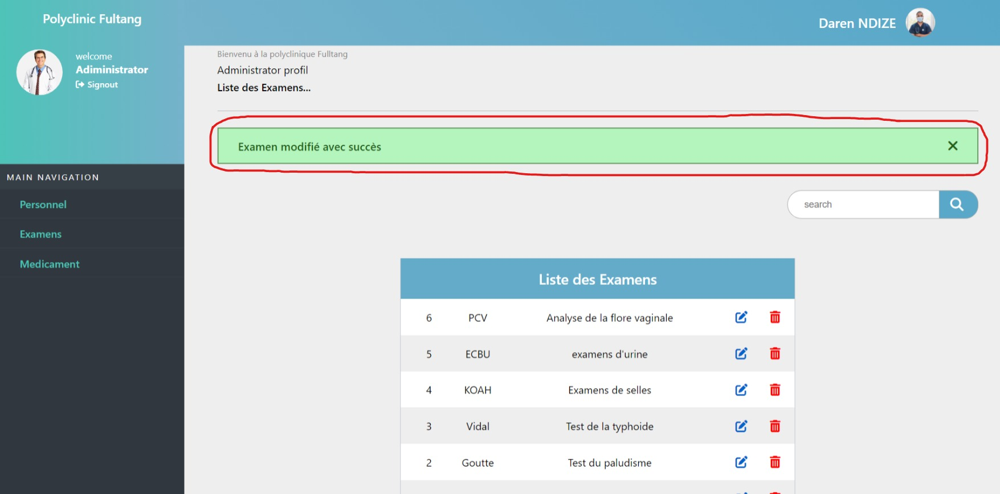 Polyclinic Fultang
Daren NDIZE
welcome
Adiministrator
Signout
Bienvenu à la polyclinique Fulltang
Administrator profil
Liste des Examens...
Examen modifié avec succès
MAIN NAVIGATION
Personnel
Examens
Medicament
search
Liste des Examens
6 PCV Analyse de la flore vaginale
5 ECBU examens d'urine
4 KOAH Examens de selles
3 Vidal Test de la typhoide
2 Goutte Test du paludisme